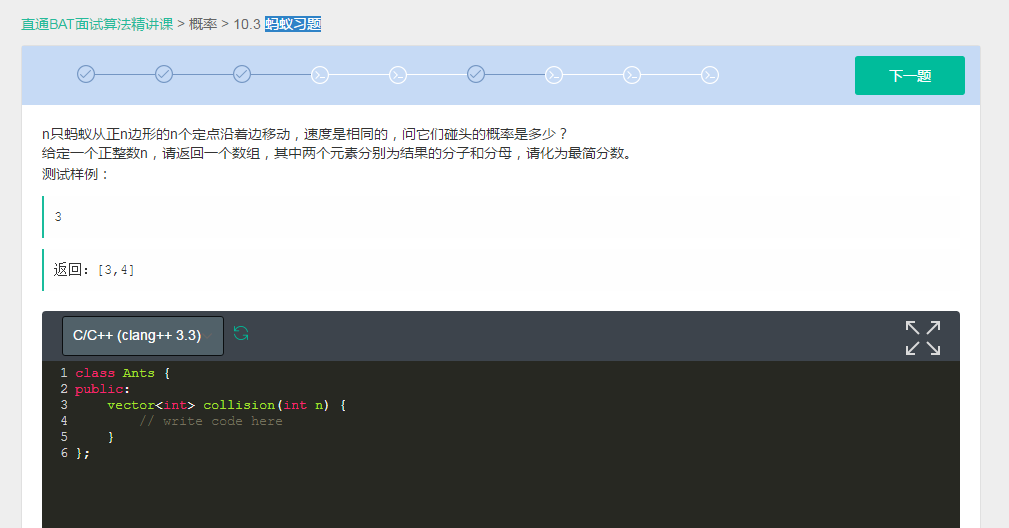 直通BAT面试算法精讲课 > 概率 > 10.3 蚂蚁习题
下一题
n只蚂蚁从正n边形的n个定点沿着边移动，速度是相同的，问它们碰头的概率是多少？
给定一个正整数n，请返回一个数组，其中两个元素分别为结果的分子和分母，请化为最简分数。
测试样例：
3
返回：[3,4]
C/C++ (clang++ 3.3)
1 class Ants {
2 public:
3     vector<int> collision(int n) {
4         // write code here
5     }
6 };